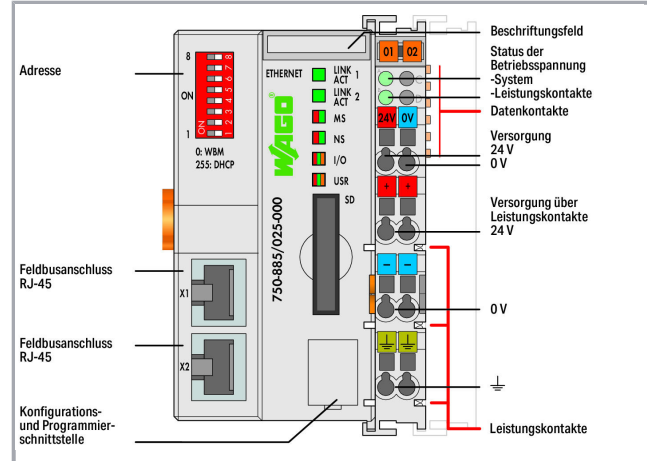 Beschriftungsfeld
Adresse
8 8
7
6
5
4
3
2
1 1
ON
ON
0: WBM
255: DHCP
ETHERNET
LINK 1
ACT
LINK 2
ACT
MS
NS
I/O
USR
SD
WAGO
750-885/025-000
01 02
Status der
Betriebsspannung
-System
-Leistungskontakte
Datenkontakte
24V 0V
Versorgung
24 V
0 V
+ +
Versorgung über
Leistungskontakte
24 V
– –
0 V
Feldbusanschluss
RJ-45
X1
Feldbusanschluss
RJ-45
X2
Konfigurations-
und Programmier-
schnittstelle
Leistungskontakte